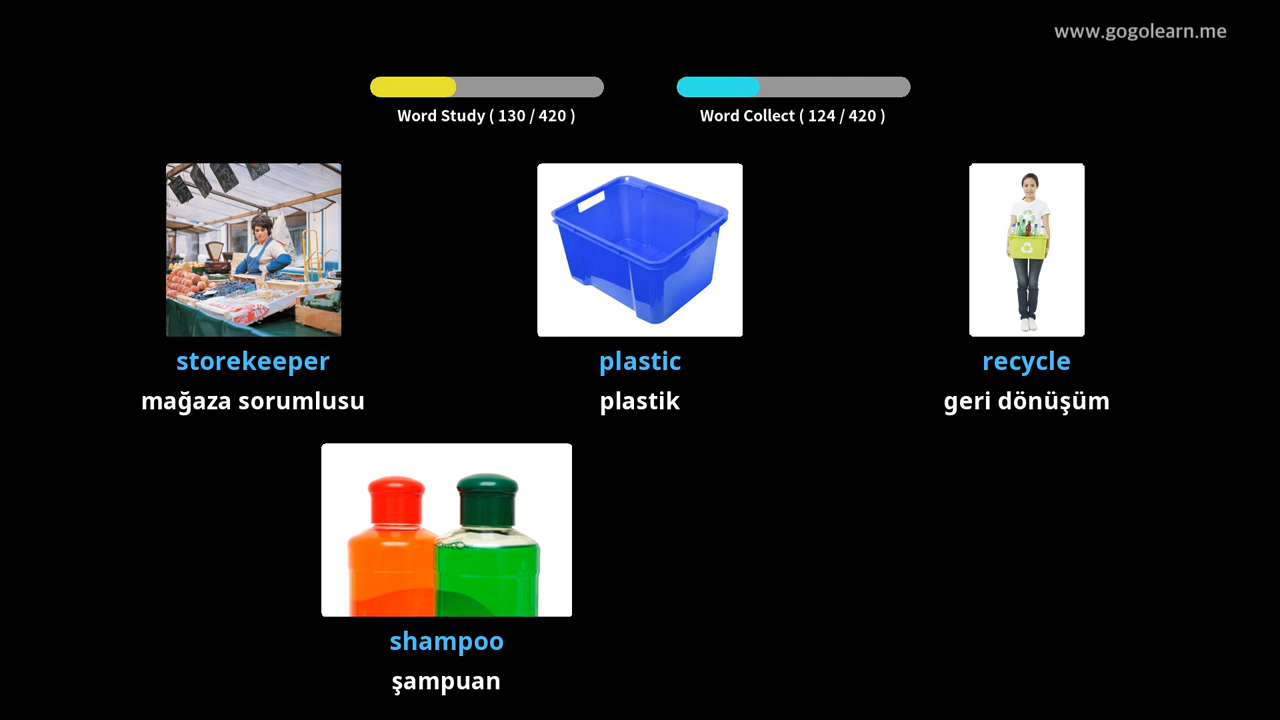 www.gogolearn.me
Word Study ( 130 / 420 )
Word Collect ( 124 / 420 )
storekeeper
mağaza sorumlusu
plastic
plastik
recycle
geri dönüşüm
shampoo
şampuan